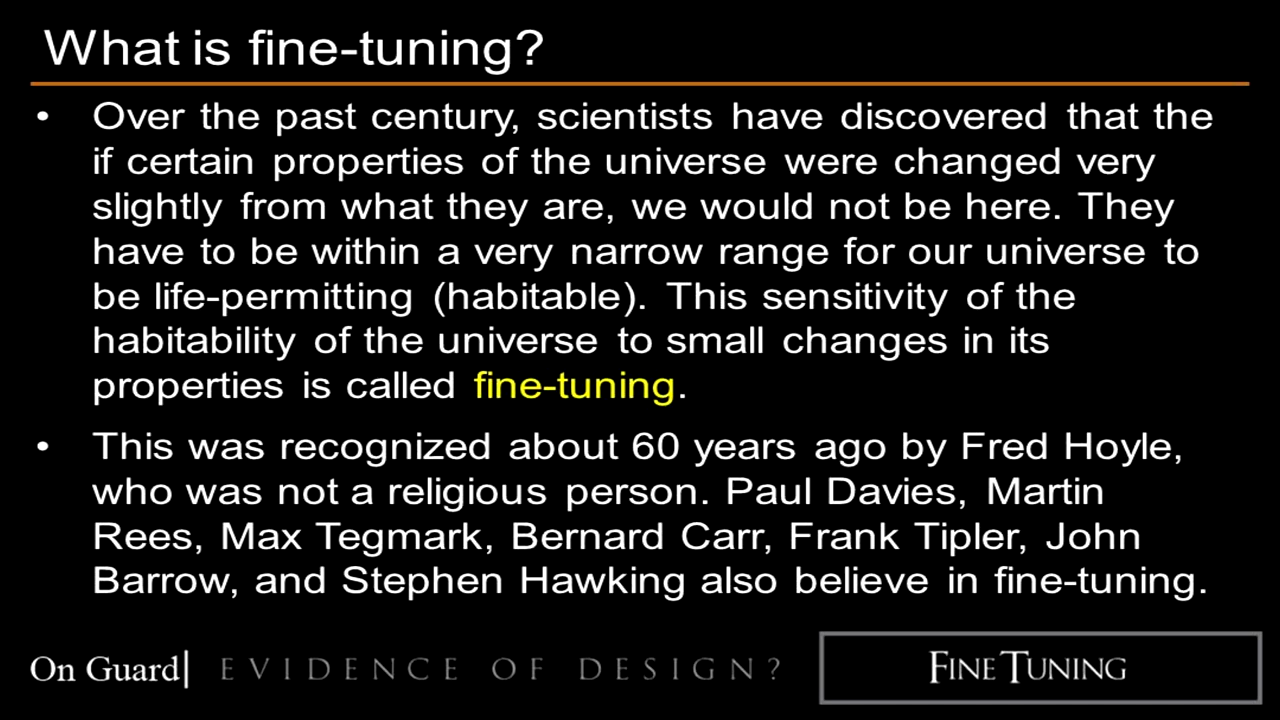 What is fine-tuning?
• Over the past century, scientists have discovered that the
if certain properties of the universe were changed very
slightly from what they are, we would not be here. They
have to be within a very narrow range for our universe to
be life-permitting (habitable). This sensitivity of the
habitability of the universe to small changes in its
properties is called fine-tuning.
• This was recognized about 60 years ago by Fred Hoyle,
who was not a religious person. Paul Davies, Martin
Rees, Max Tegmark, Bernard Carr, Frank Tipler, John
Barrow, and Stephen Hawking also believe in fine-tuning.
On Guard| EVIDENCE OF DESIGN? FINE TUNING